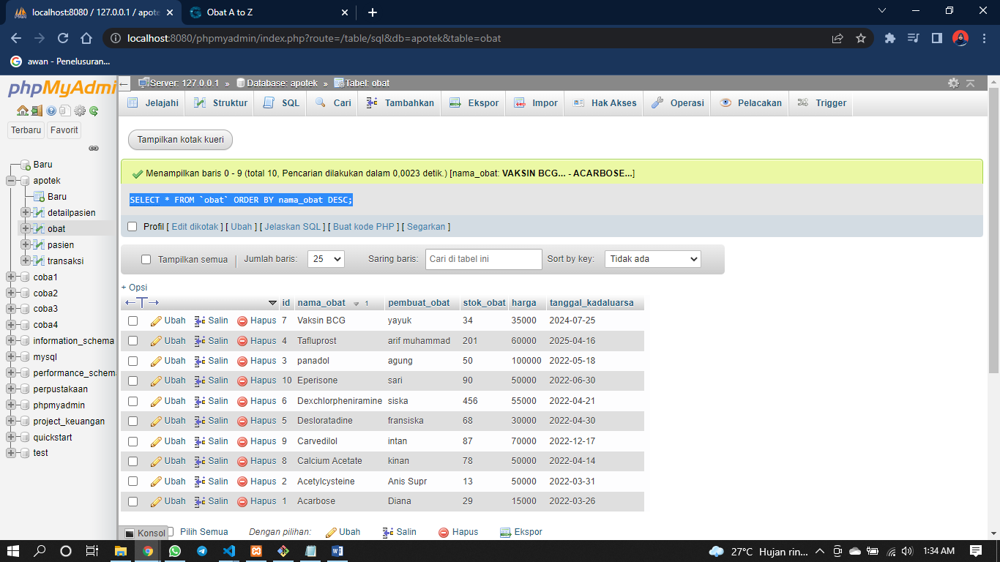 localhost:8080 / 127.0.0.1 / apote
Obat A to Z
localhost:8080/phpmyadmin/index.php?route=/table/sql&db=apotek&table=obat
awan - Penelusuran...
phpMyAdmi
Terbaru Favorit
Baru
apotek
Baru
detailpasien
obat
pasien
transaksi
coba1
coba2
coba3
coba4
information_schema
mysql
performance_schema
perpustakaan
phpmyadmin
project_keuangan
quickstart
test
Server: 127.0.0.1 » Database: apotek » Tabel: obat
Jelajahi Struktur SQL Cari Tambahkan Ekspor Impor Hak Akses Operasi Pelacakan Trigger
Tampilkan kotak kueri
Menampilkan baris 0 - 9 (total 10, Pencarian dilakukan dalam 0,0023 detik.) [nama_obat: VAKSIN BCG... - ACARBOSE...]
SELECT * FROM `obat` ORDER BY nama_obat DESC;
Profil [ Edit dikotak ] [ Ubah ] [ Jelaskan SQL ] [ Buat kode PHP ] [ Segarkan ]
Tampilkan semua | Jumlah baris: 25 Saring baris: Cari di tabel ini Sort by key: Tidak ada
+ Opsi
←T→ id nama_obat 1 pembuat_obat stok_obat harga tanggal_kadaluarsa
Ubah Salin Hapus 7 Vaksin BCG yayuk 34 35000 2024-07-25
Ubah Salin Hapus 4 Tafluprost arif muhammad 201 60000 2025-04-16
Ubah Salin Hapus 3 panadol agung 50 100000 2022-05-18
Ubah Salin Hapus 10 Eperisone sari 90 50000 2022-06-30
Ubah Salin Hapus 6 Dexchlorpheniramine siska 456 55000 2022-04-21
Ubah Salin Hapus 5 Desloratadine fransiska 68 30000 2022-04-30
Ubah Salin Hapus 9 Carvedilol intan 87 70000 2022-12-17
Ubah Salin Hapus 8 Calcium Acetate kinan 78 50000 2022-04-14
Ubah Salin Hapus 2 Acetylcysteine Anis Supr 13 50000 2022-03-31
Ubah Salin Hapus 1 Acarbose Diana 29 15000 2022-03-26
Konsol Pilih Semua Dengan pilihan: Ubah Salin Hapus Ekspor
27°C Hujan rin... 1:34 AM